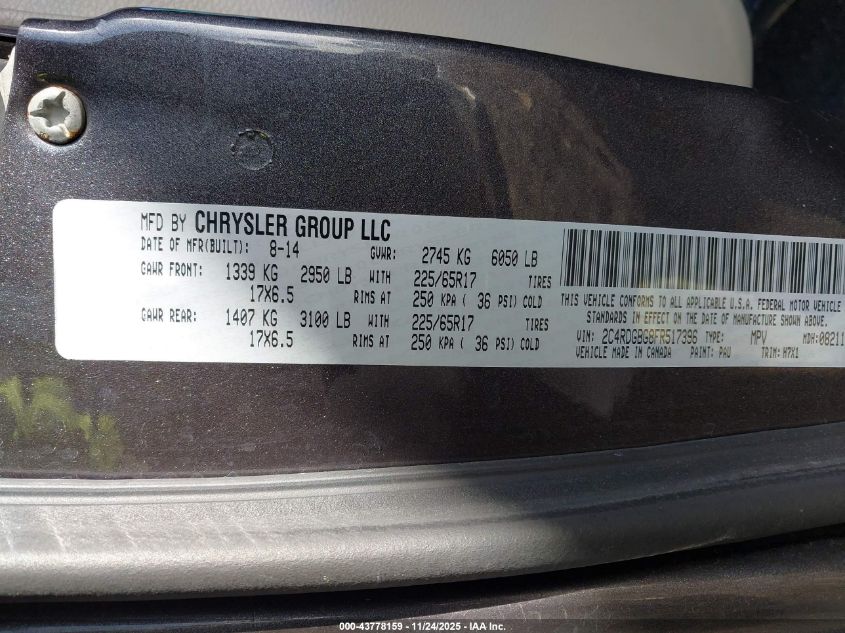 MFD BY CHRYSLER GROUP LLC
DATE OF MFR(BUILT): 8-14 GVWR: 2745 KG 6050 LB
GAWR FRONT: 1339 KG 2950 LB WITH 225/65R17 TIRES
17X6.5 RIMS AT 250 KPA ( 36 PSI) COLD
GAWR REAR: 1407 KG 3100 LB WITH 225/65R17 TIRES
17X6.5 RIMS AT 250 KPA ( 36 PSI) COLD
THIS VEHICLE CONFORMS TO ALL APPLICABLE U.S.A. FEDERAL MOTOR VEHICLE
STANDARDS IN EFFECT ON THE DATE OF MANUFACTURE SHOWN ABOVE.
VIN: 2C4RDGBG8FR517396 TYPE: MPV MDH:08211
VEHICLE MADE IN CANADA PAINT: PAU TRIM: H7X1
000-43778159 - 11/24/2025 - IAA Inc.